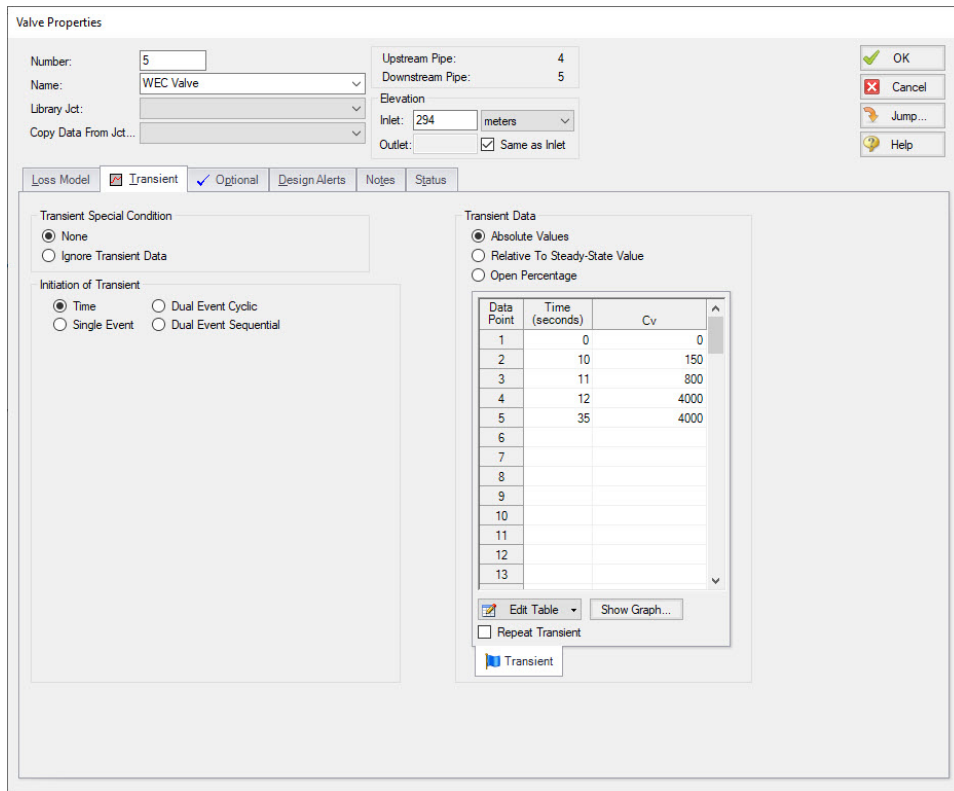 Valve Properties
Number: 5
Name: WEC Valve
Library Jct:
Copy Data From Jct...
Upstream Pipe: 4
Downstream Pipe: 5
Elevation
Inlet: 294 meters
Outlet: Same as Inlet
OK
Cancel
Jump...
Help
Loss Model Transient Optional Design Alerts Notes Status
Transient Special Condition
None
Ignore Transient Data
Initiation of Transient
Time Dual Event Cyclic
Single Event Dual Event Sequential
Transient Data
Absolute Values
Relative To Steady-State Value
Open Percentage
Data Point Time (seconds) Cv
1 0 0
2 10 150
3 11 800
4 12 4000
5 35 4000
6
7
8
9
10
11
12
13
Edit Table Show Graph...
Repeat Transient
Transient